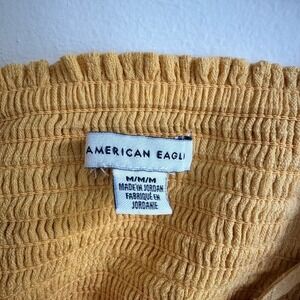 AMERICAN EAGL
M/M/M
MADE IN JORDAN
FABRIQUÉ EN
JORDANIE